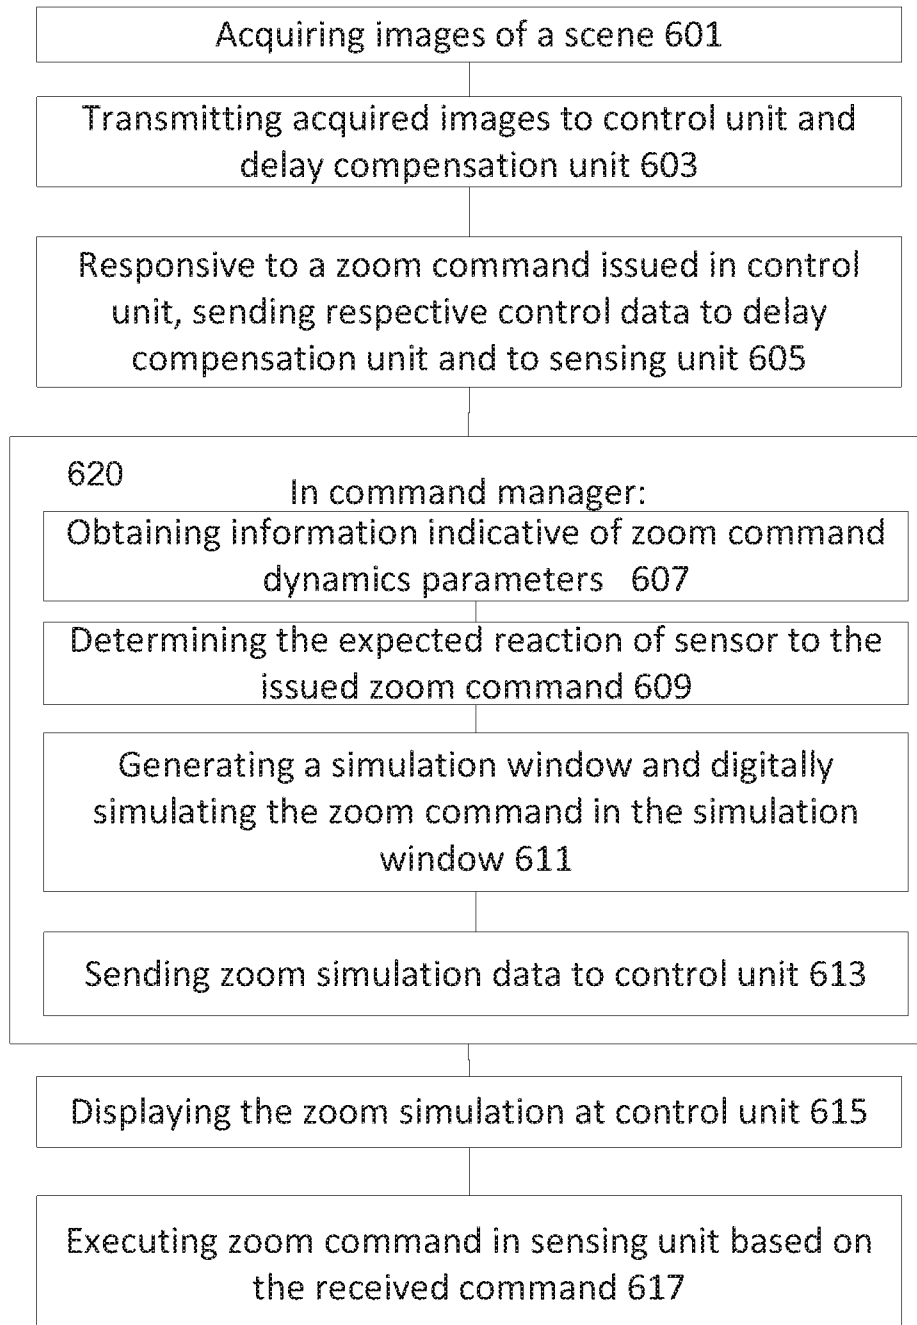 Acquiring images of a scene 601
Transmitting acquired images to control unit and
delay compensation unit 603
Responsive to a zoom command issued in control
unit, sending respective control data to delay
compensation unit and to sensing unit 605
620
In command manager:
Obtaining information indicative of zoom command
dynamics parameters 607
Determining the expected reaction of sensor to the
issued zoom command 609
Generating a simulation window and digitally
simulating the zoom command in the simulation
window 611
Sending zoom simulation data to control unit 613
Displaying the zoom simulation at control unit 615
Executing zoom command in sensing unit based on
the received command 617